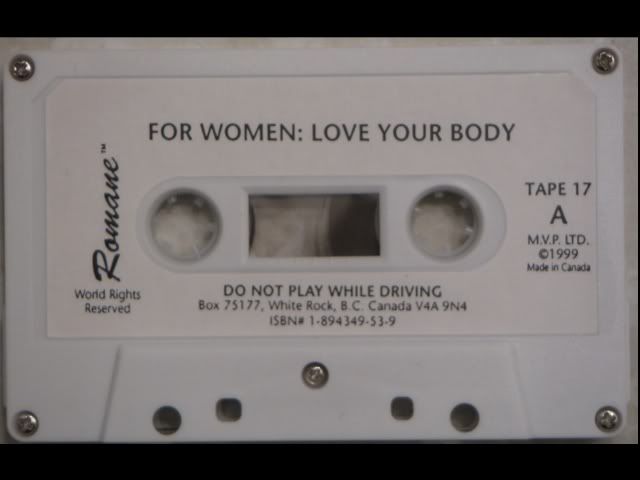 FOR WOMEN: LOVE YOUR BODY
Romane™
World Rights
Reserved
TAPE 17
A
M.V.P. LTD.
©1999
Made in Canada
DO NOT PLAY WHILE DRIVING
Box 75177, White Rock, B.C. Canada V4A 9N4
ISBN# 1-894349-53-9